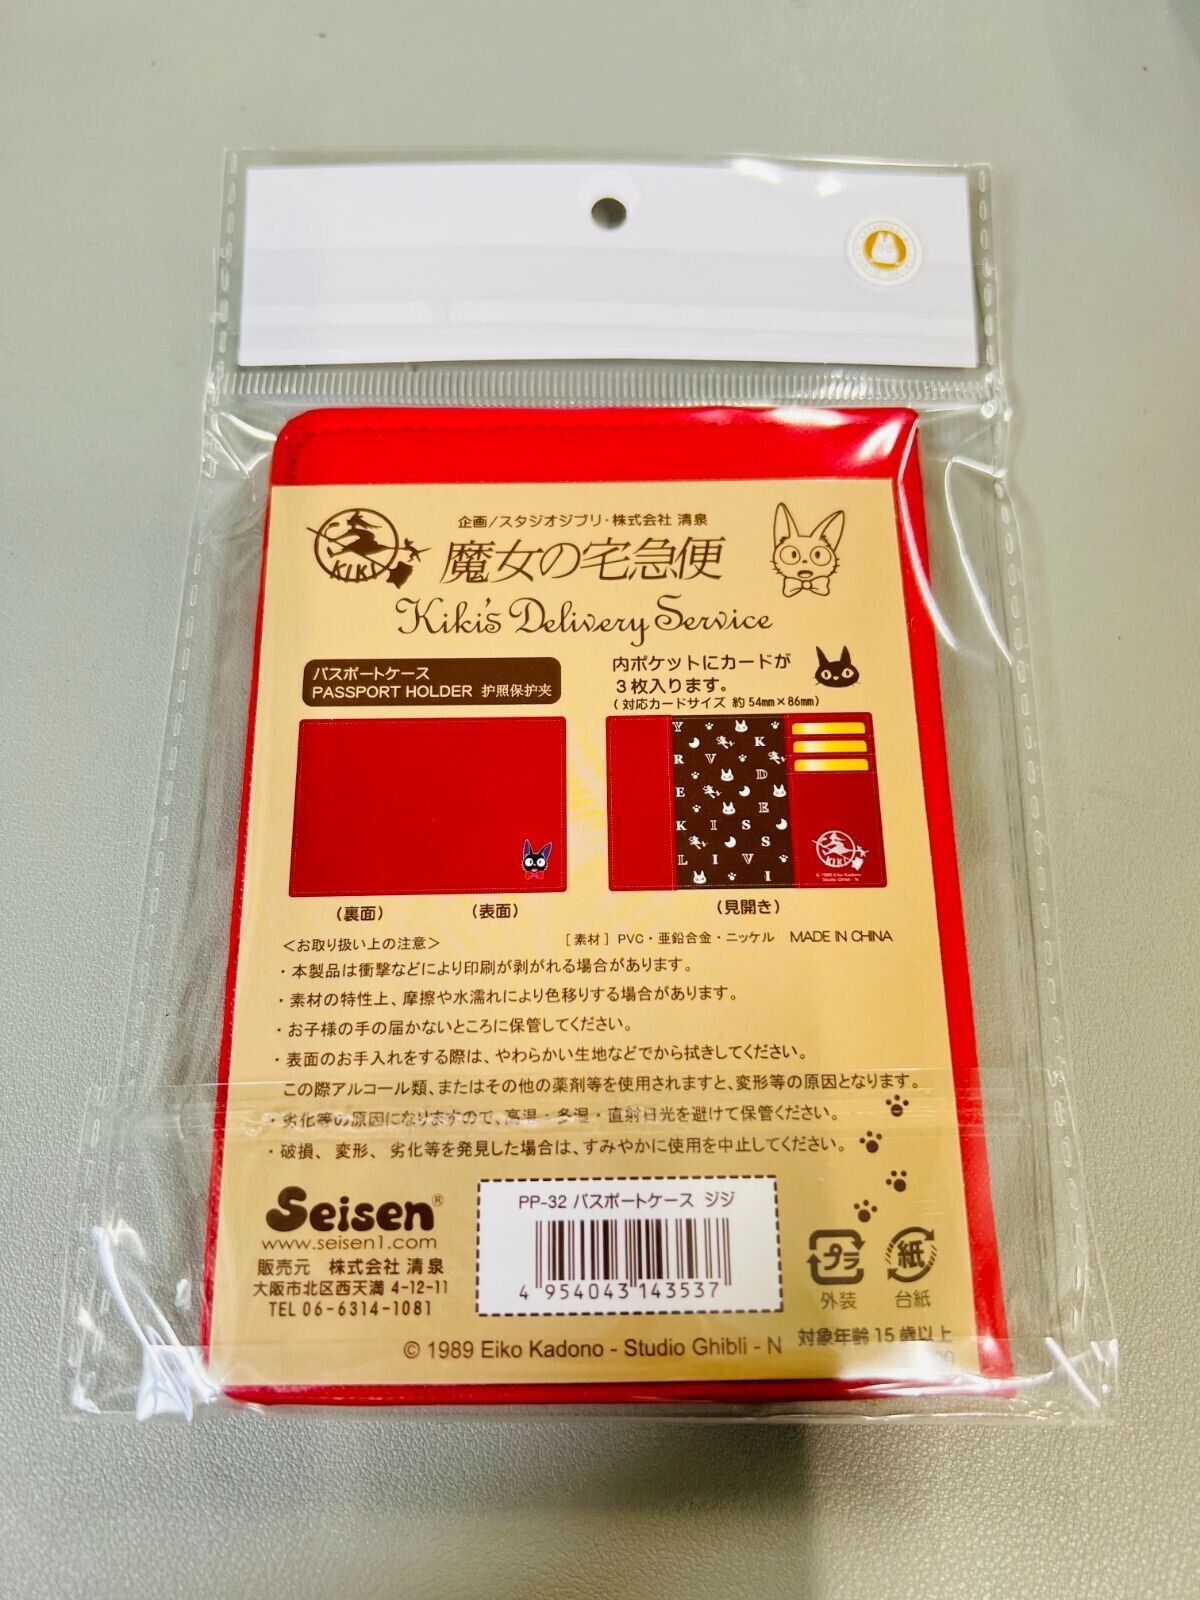 企画/スタジオジブリ・株式会社 清泉
KIKI
魔女の宅急便
Kiki's Delivery Service
パスポートケース
PASSPORT HOLDER 护照保护夹
内ポケットにカードが
3枚入ります。
(対応カードサイズ 約54mm×86mm)
Y K
R V D
E E
K I S S
L I V I
KIKI
© 1989 Eiko Kadono
Studio Ghibli - N
(裏面) (表面) (見開き)
<お取り扱い上の注意> [素材] PVC・亜鉛合金・ニッケル MADE IN CHINA
・本製品は衝撃などにより印刷が剥がれる場合があります。
・素材の特性上、摩擦や水濡れにより色移りする場合があります。
・お子様の手の届かないところに保管してください。
・表面のお手入れをする際は、やわらかい生地などでから拭きしてください。
この際アルコール類、またはその他の薬剤等を使用されますと、変形等の原因となります。
・劣化等の原因になりますので、高温・多湿・直射日光を避けて保管ください。
・破損、変形、劣化等を発見した場合は、すみやかに使用を中止してください。
Seisen®
www.seisen1.com
販売元 株式会社 清泉
大阪市北区西天満 4-12-11
TEL 06-6314-1081
PP-32 パスポートケース ジジ
4 954043 143537
プラ 紙
外装 台紙
対象年齢15歳以上
© 1989 Eiko Kadono - Studio Ghibli - N